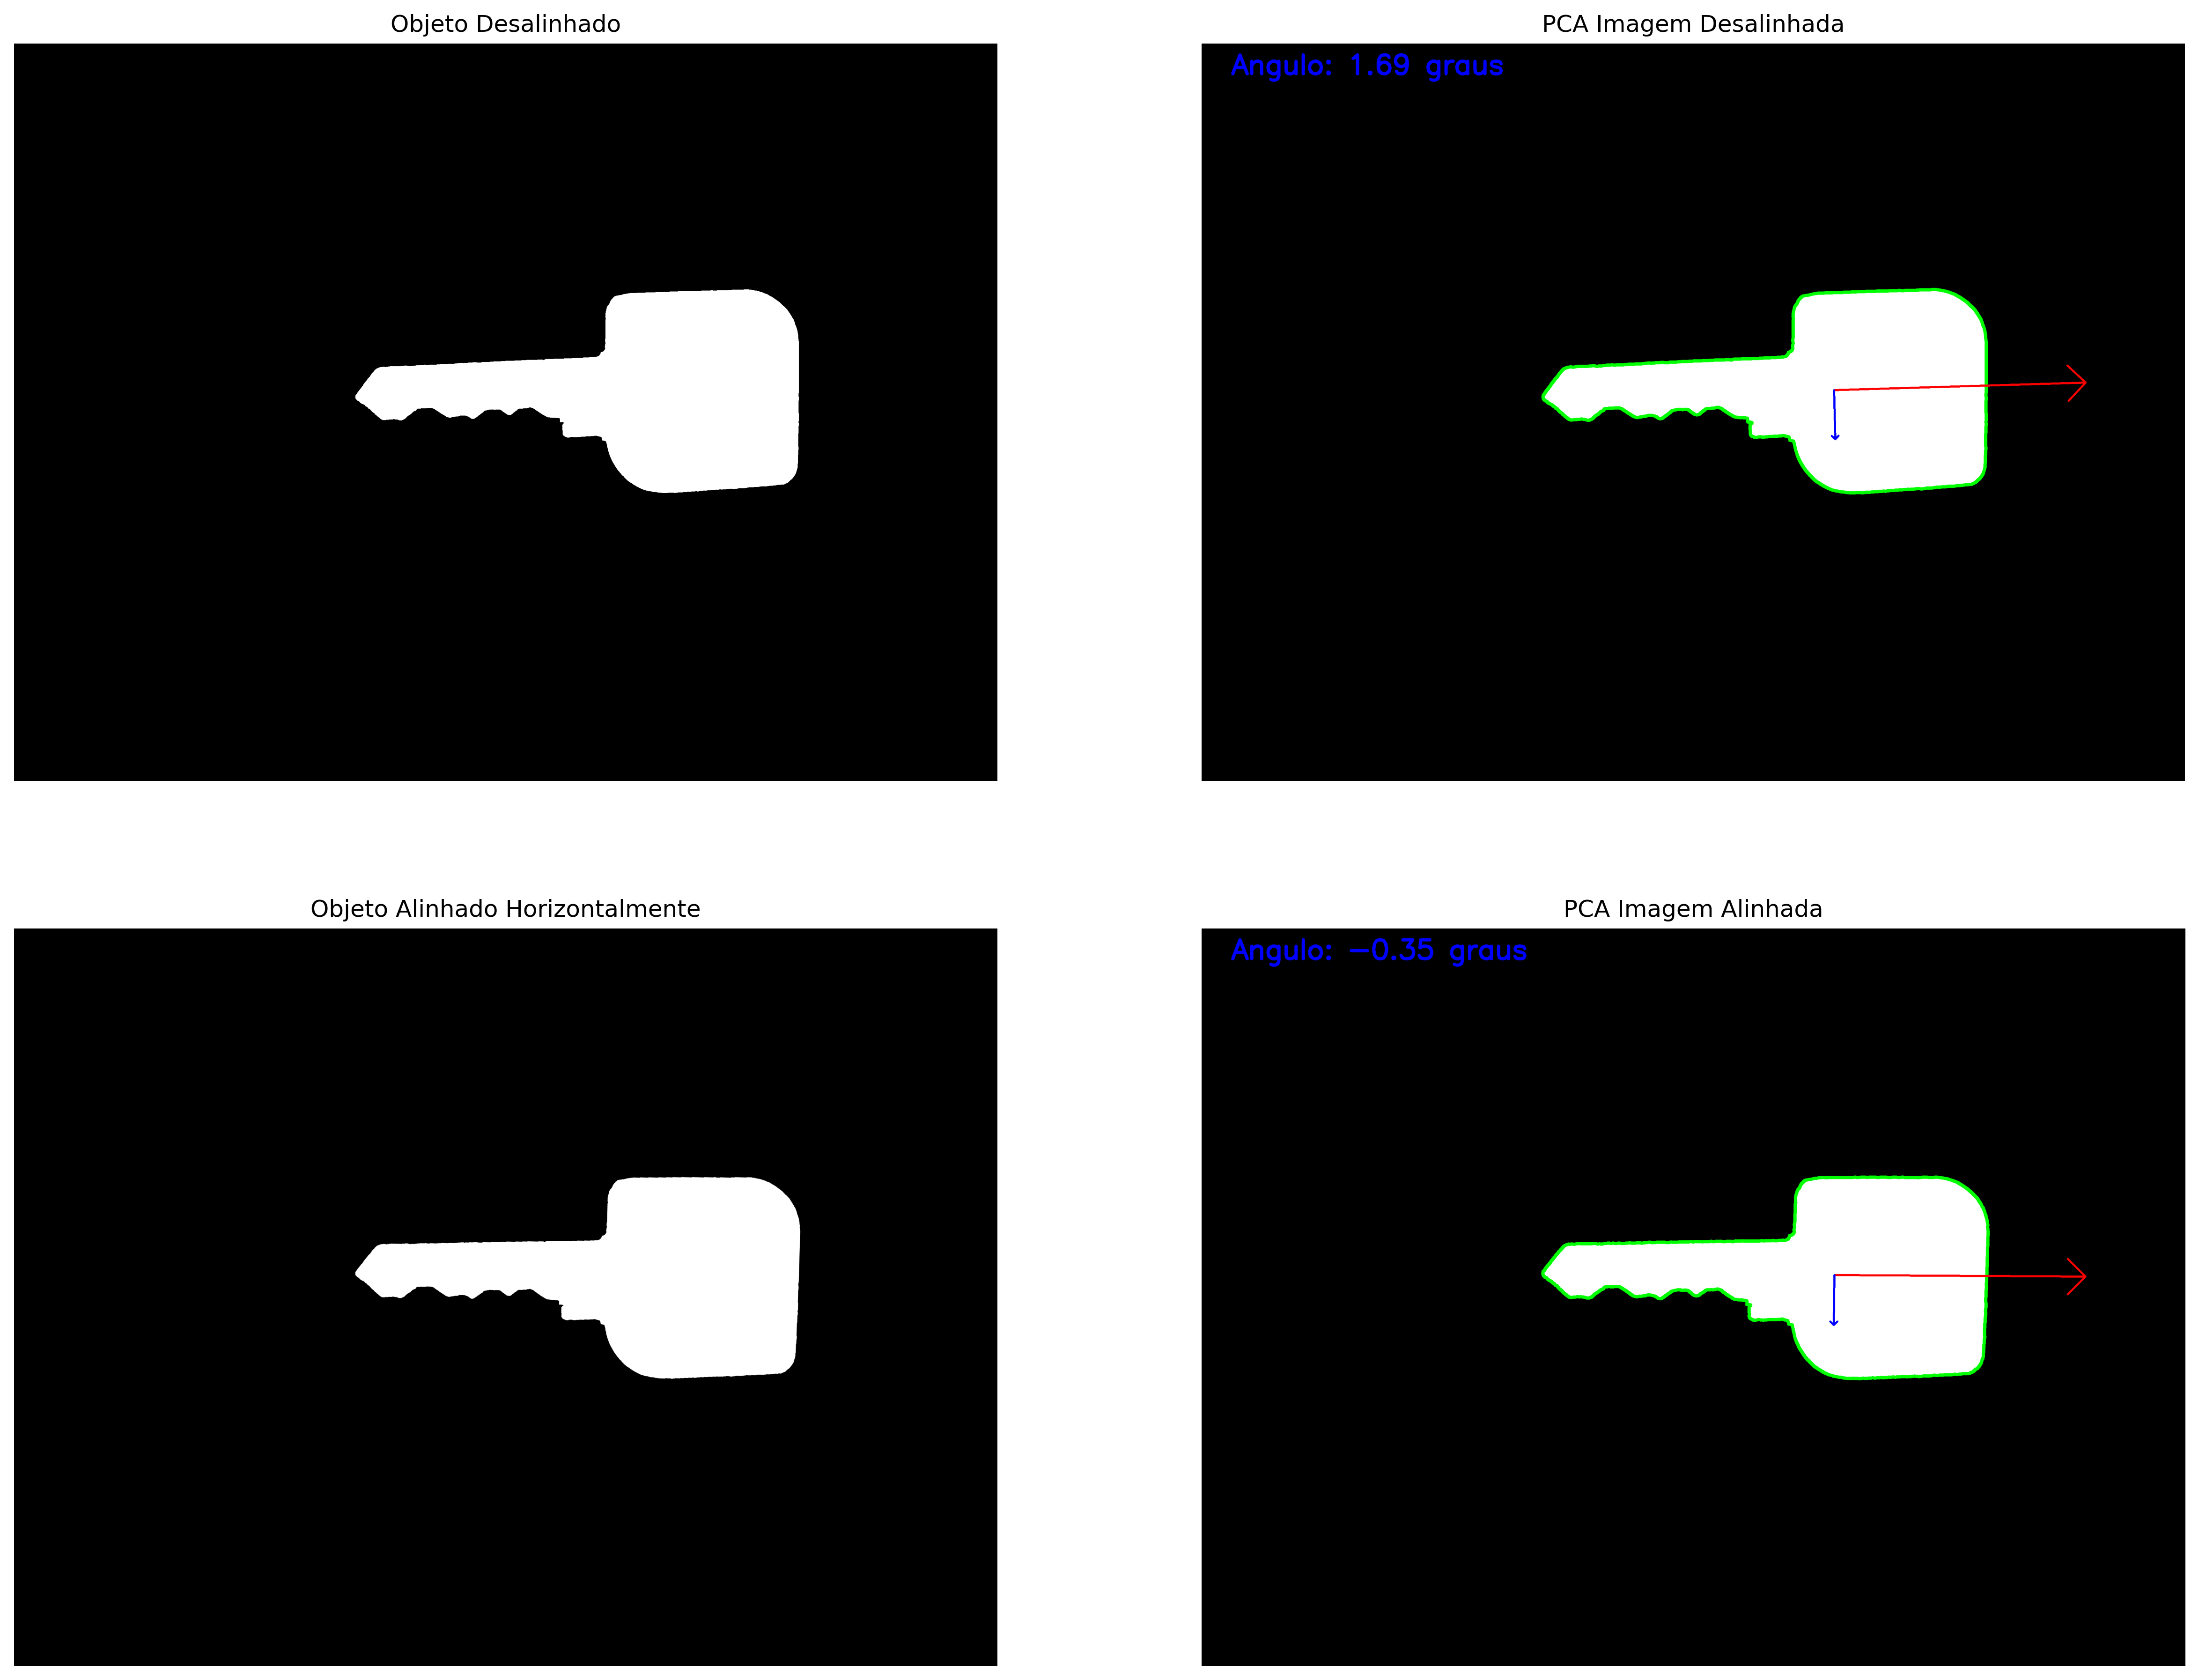 Objeto Desalinhado
PCA Imagem Desalinhada
Angulo: 1.69 graus
Objeto Alinhado Horizontalmente
PCA Imagem Alinhada
Angulo: -0.35 graus